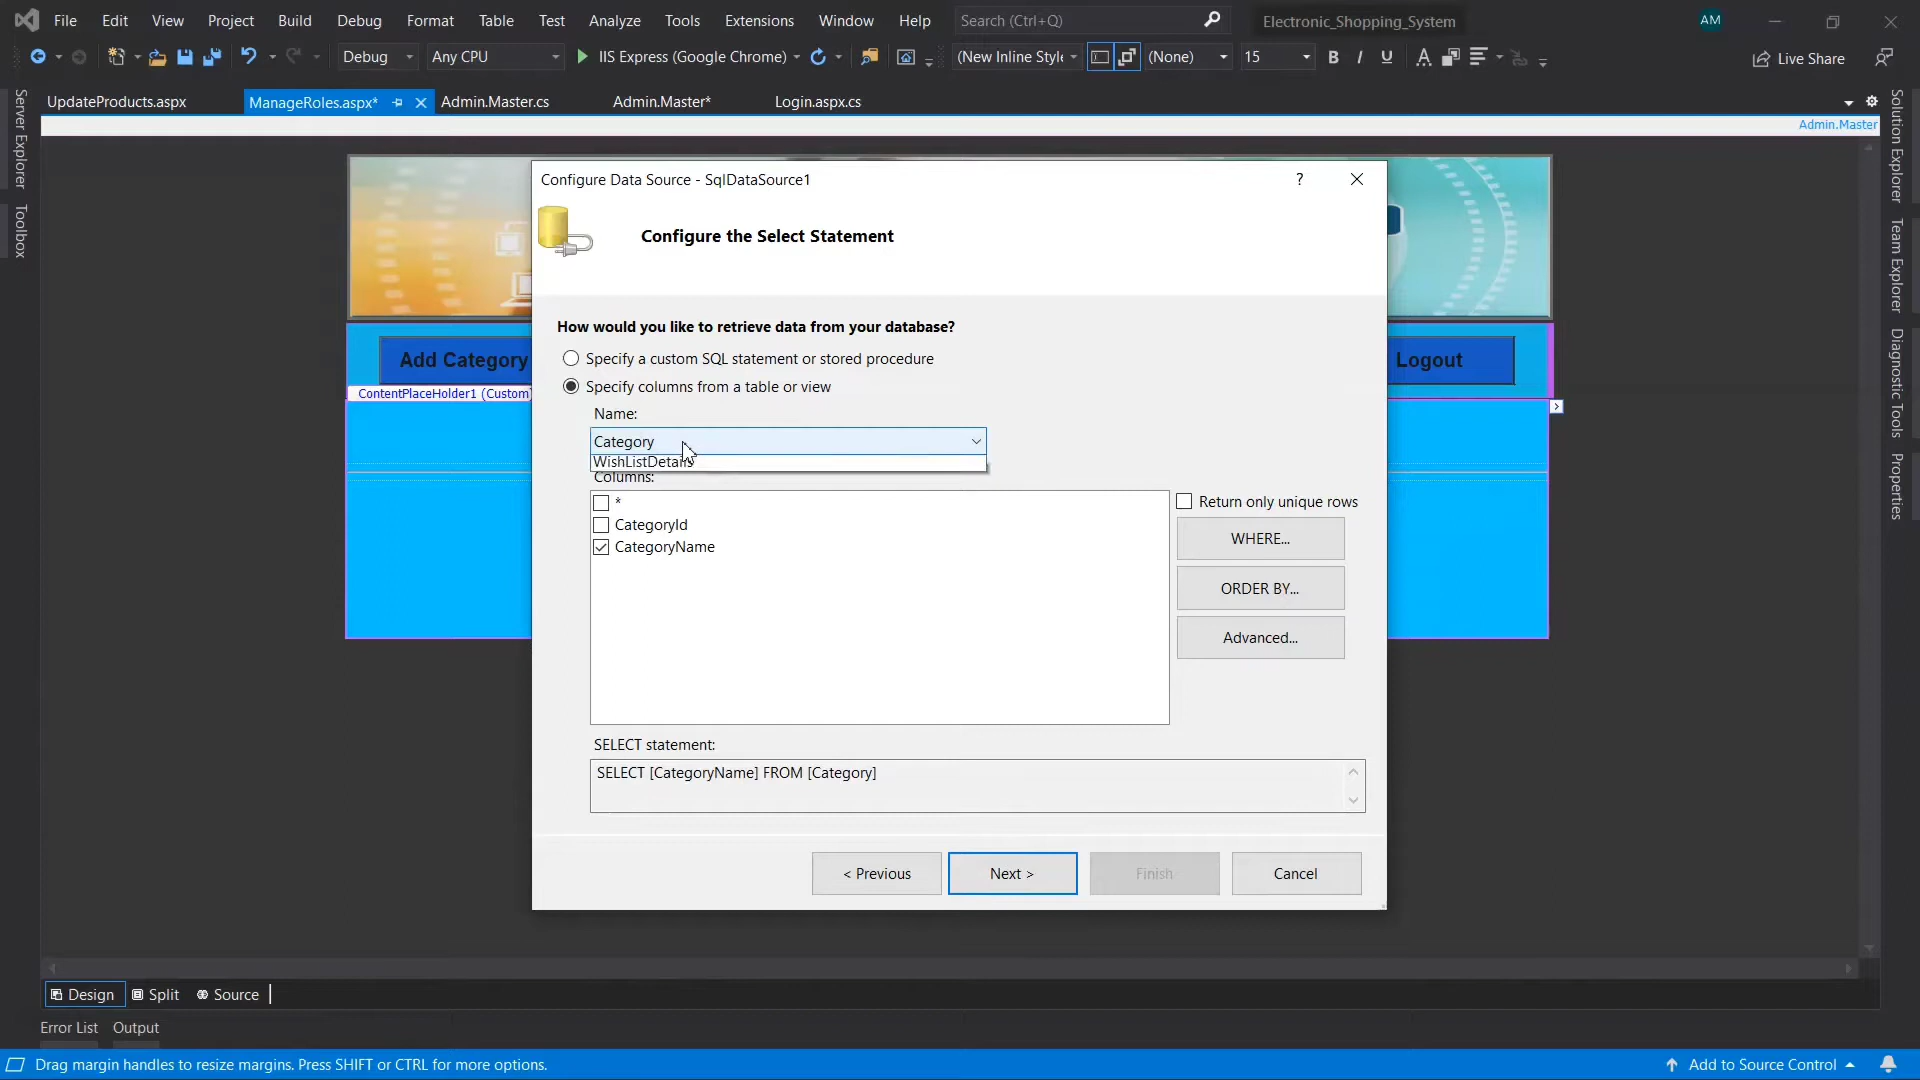 File Edit View Project Build Debug Format Table Test Analyze Tools Extensions Window Help Search (Ctrl+Q) Electronic_Shopping_System AM
Debug Any CPU IIS Express (Google Chrome) (New Inline Style (None) 15 B I U A Live Share
UpdateProducts.aspx ManageRoles.aspx* Admin.Master.cs Admin.Master* Login.aspx.cs
Admin.Master
Server Explorer
Toolbox
Solution Explorer
Team Explorer
Diagnostic Tools
Properties
Configure Data Source - SqlDataSource1 ?
Configure the Select Statement
Add Category
Logout
ContentPlaceHolder1 (Custom)
How would you like to retrieve data from your database?
Specify a custom SQL statement or stored procedure
Specify columns from a table or view
Name:
Category
WishListDetails
Columns:
*
CategoryId
CategoryName
Return only unique rows
WHERE...
ORDER BY...
Advanced...
SELECT statement:
SELECT [CategoryName] FROM [Category]
< Previous Next > Finish Cancel
Design Split Source
Error List Output
Drag margin handles to resize margins. Press SHIFT or CTRL for more options. Add to Source Control